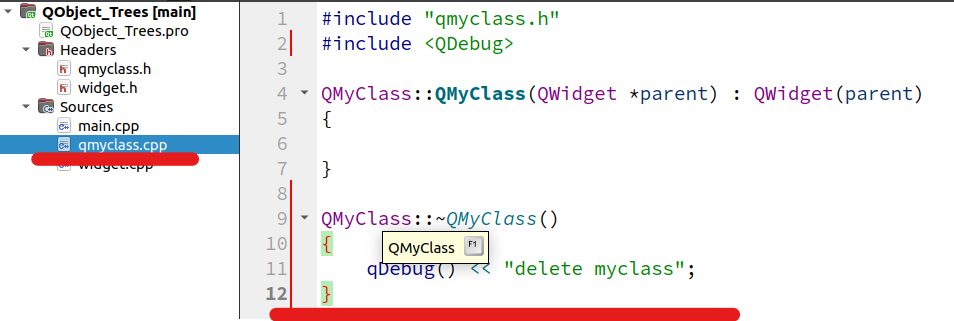 QObject_Trees [main]
QObject_Trees.pro
Headers
qmyclass.h
widget.h
Sources
main.cpp
qmyclass.cpp
widget.cpp
1 #include "qmyclass.h"
2 #include <QDebug>
3
4 QMyClass::QMyClass(QWidget *parent) : QWidget(parent)
5 {
6
7 }
8
9 QMyClass::~QMyClass()
10 {
QMyClass F1
11 qDebug() << "delete myclass";
12 }